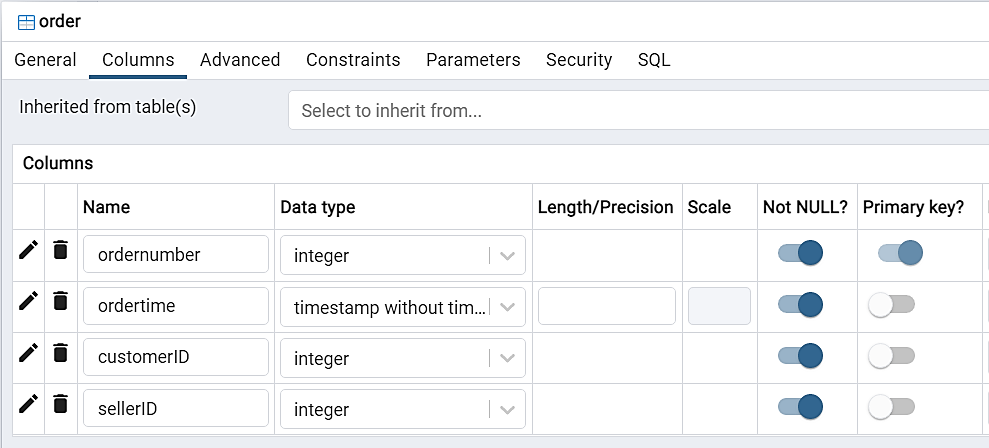 order
General Columns Advanced Constraints Parameters Security SQL
Inherited from table(s) Select to inherit from...
Columns
Name Data type Length/Precision Scale Not NULL? Primary key?
ordernumber integer
ordertime timestamp without tim...
customerID integer
sellerID integer